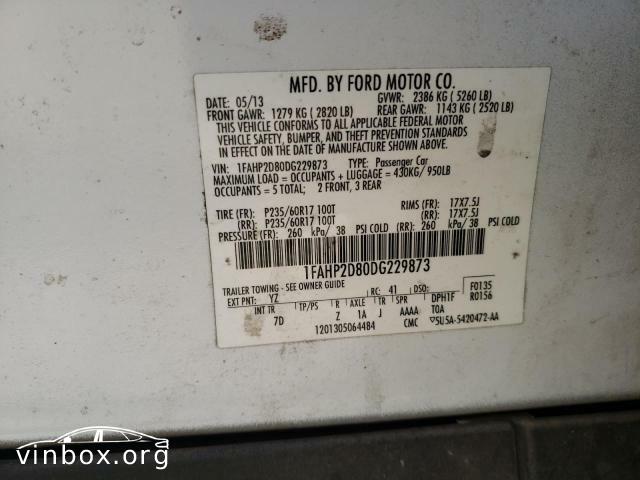 MFD. BY FORD MOTOR CO.
DATE: 05/13 GVWR: 2386 KG ( 5260 LB)
FRONT GAWR: 1279 KG ( 2820 LB) REAR GAWR: 1143 KG ( 2520 LB)
THIS VEHICLE CONFORMS TO ALL APPLICABLE FEDERAL MOTOR
VEHICLE SAFETY, BUMPER, AND THEFT PREVENTION STANDARDS
IN EFFECT ON THE DATE OF MANUFACTURE SHOWN ABOVE.
VIN: 1FAHP2D80DG229873 TYPE: Passenger Car
MAXIMUM LOAD = OCCUPANTS + LUGGAGE = 430KG/ 950LB
OCCUPANTS = 5 TOTAL; 2 FRONT, 3 REAR
TIRE (FR): P235/60R17 100T RIMS (FR): 17X7.5J
(RR): P235/60R17 100T (RR): 17X7.5J
PRESSURE (FR): 260 kPa/ 38 PSI COLD (RR): 260 kPa/ 38 PSI COLD
1FAHP2D80DG229873
TRAILER TOWING - SEE OWNER GUIDE
EXT PNT: YZ RC: 41 DSO: F0135
INT TR TP/PS R AXLE TR SPR DPH1F R0156
7D Z 1A J AAAA TOA
1201305064484 CMC 5U5A-5420472-AA
vinbox.org